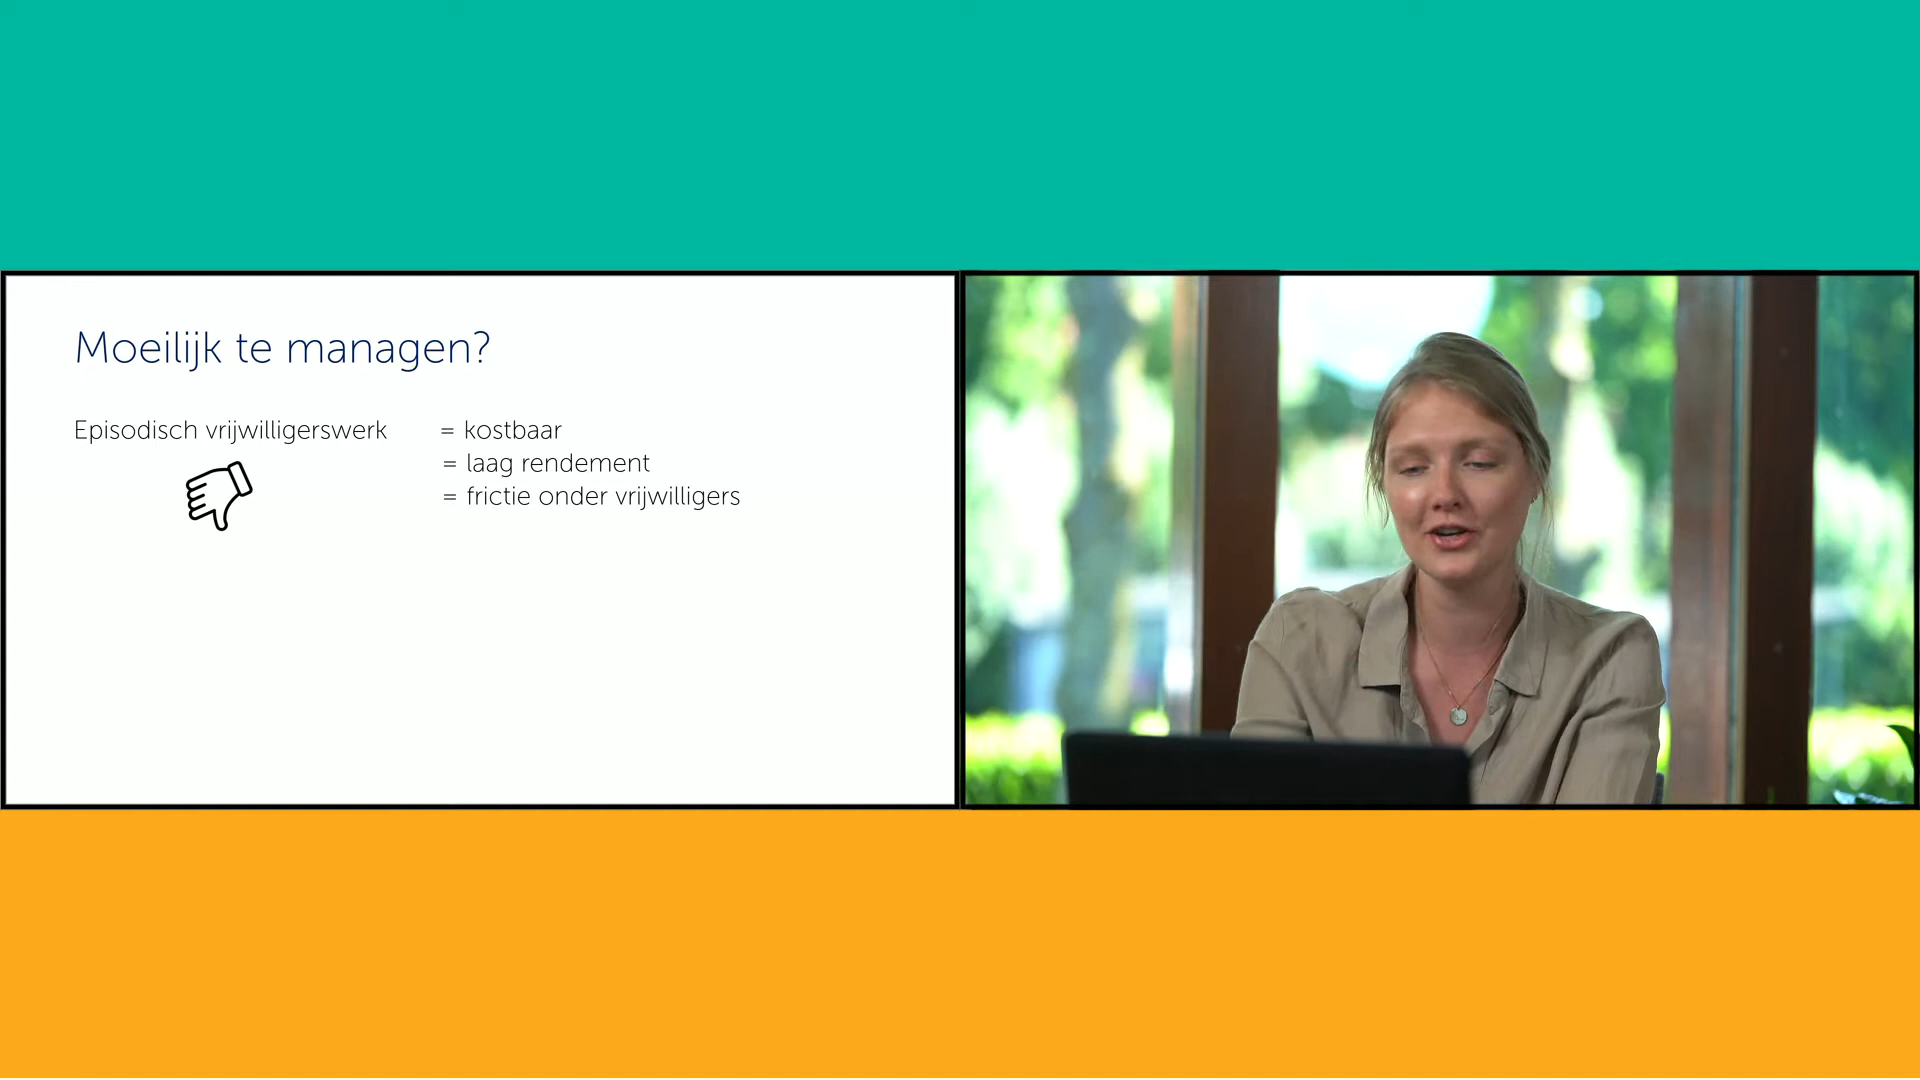 Moeilijk te managen?
Episodisch vrijwilligerswerk = kostbaar
= laag rendement
= frictie onder vrijwilligers